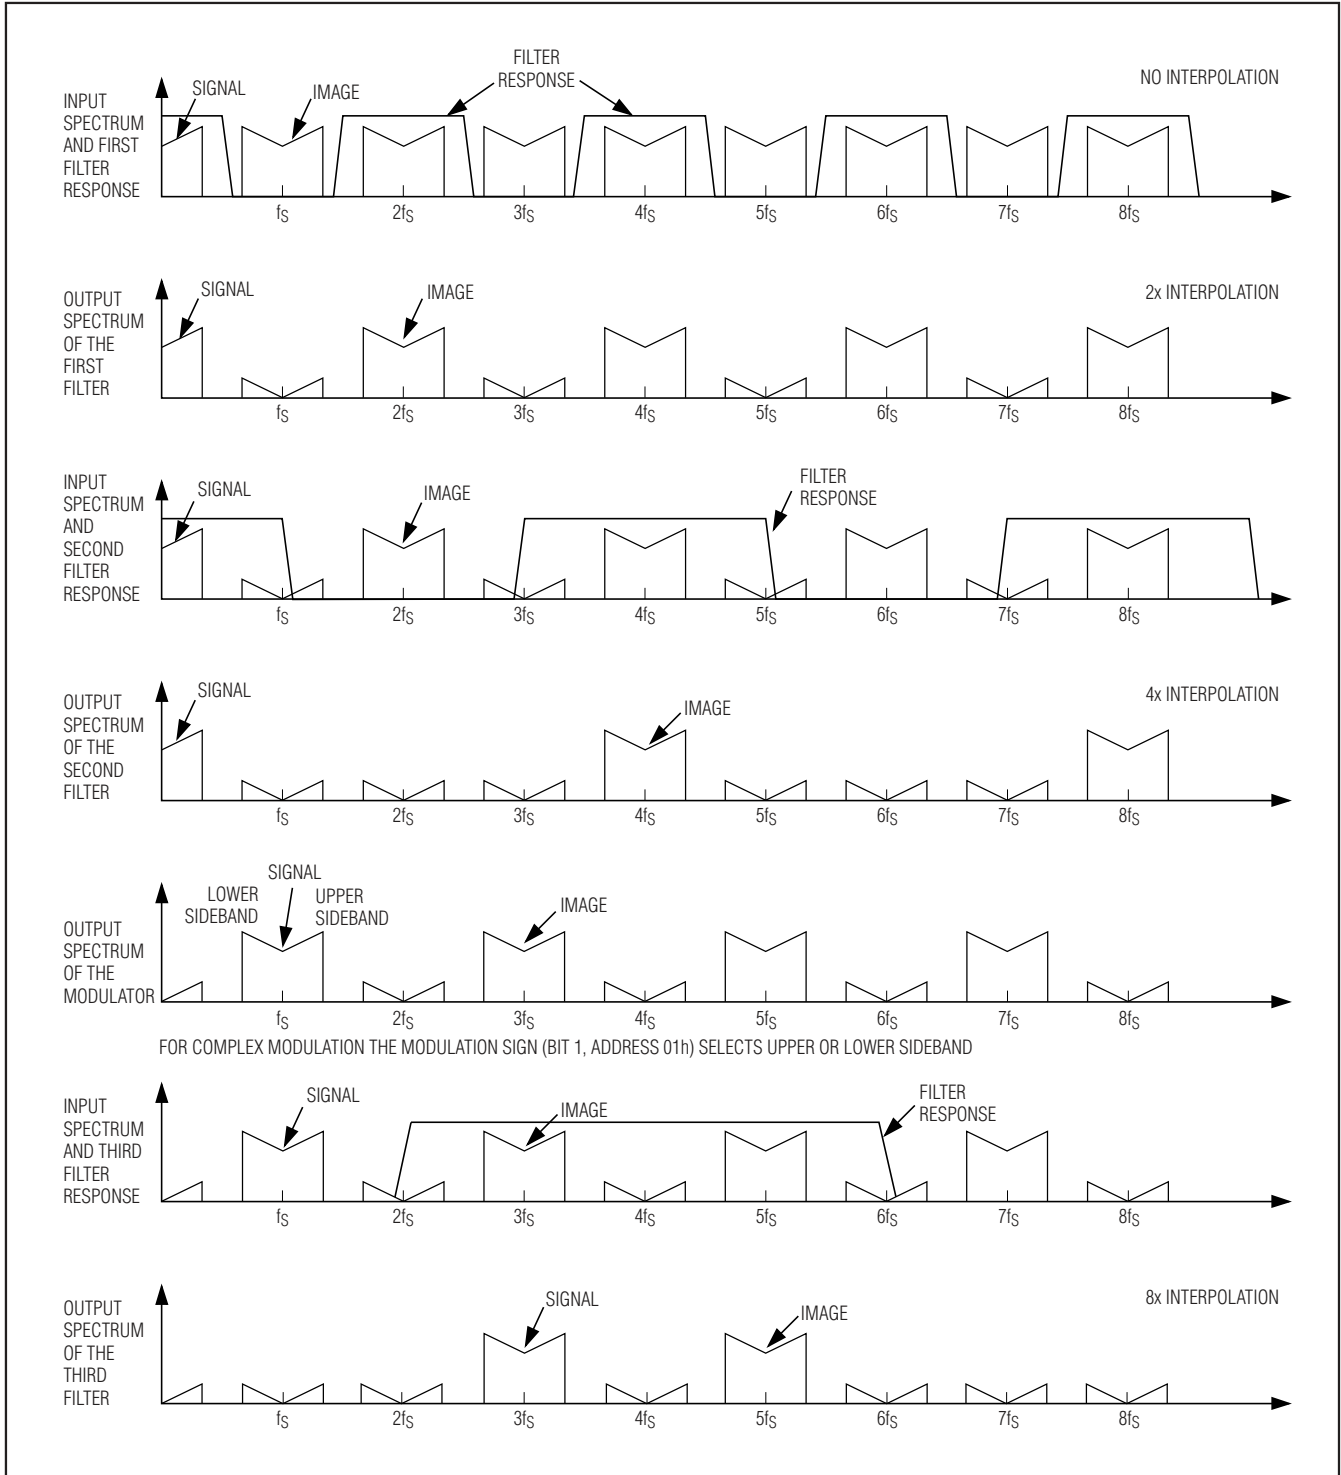 FILTER
RESPONSE
NO INTERPOLATION
SIGNAL
IMAGE
INPUT
SPECTRUM
AND FIRST
FILTER
RESPONSE
fS 2fS 3fS 4fS 5fS 6fS 7fS 8fS
SIGNAL
IMAGE
2x INTERPOLATION
OUTPUT
SPECTRUM
OF THE
FIRST
FILTER
fS 2fS 3fS 4fS 5fS 6fS 7fS 8fS
SIGNAL
IMAGE
FILTER
RESPONSE
INPUT
SPECTRUM
AND
SECOND
FILTER
RESPONSE
fS 2fS 3fS 4fS 5fS 6fS 7fS 8fS
SIGNAL
IMAGE
4x INTERPOLATION
OUTPUT
SPECTRUM
OF THE
SECOND
FILTER
fS 2fS 3fS 4fS 5fS 6fS 7fS 8fS
SIGNAL
LOWER
SIDEBAND
UPPER
SIDEBAND
IMAGE
OUTPUT
SPECTRUM
OF THE
MODULATOR
fS 2fS 3fS 4fS 5fS 6fS 7fS 8fS
FOR COMPLEX MODULATION THE MODULATION SIGN (BIT 1, ADDRESS 01h) SELECTS UPPER OR LOWER SIDEBAND
SIGNAL
IMAGE
FILTER
RESPONSE
INPUT
SPECTRUM
AND THIRD
FILTER
RESPONSE
fS 2fS 3fS 4fS 5fS 6fS 7fS 8fS
SIGNAL
IMAGE
8x INTERPOLATION
OUTPUT
SPECTRUM
OF THE
THIRD
FILTER
fS 2fS 3fS 4fS 5fS 6fS 7fS 8fS